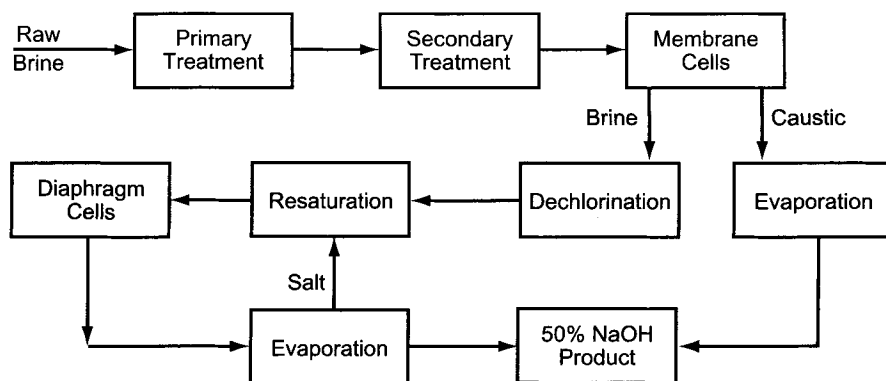 Raw
Brine
Primary
Treatment
Secondary
Treatment
Membrane
Cells
Brine
Caustic
Diaphragm
Cells
Resaturation
Dechlorination
Evaporation
Salt
Evaporation
50% NaOH
Product